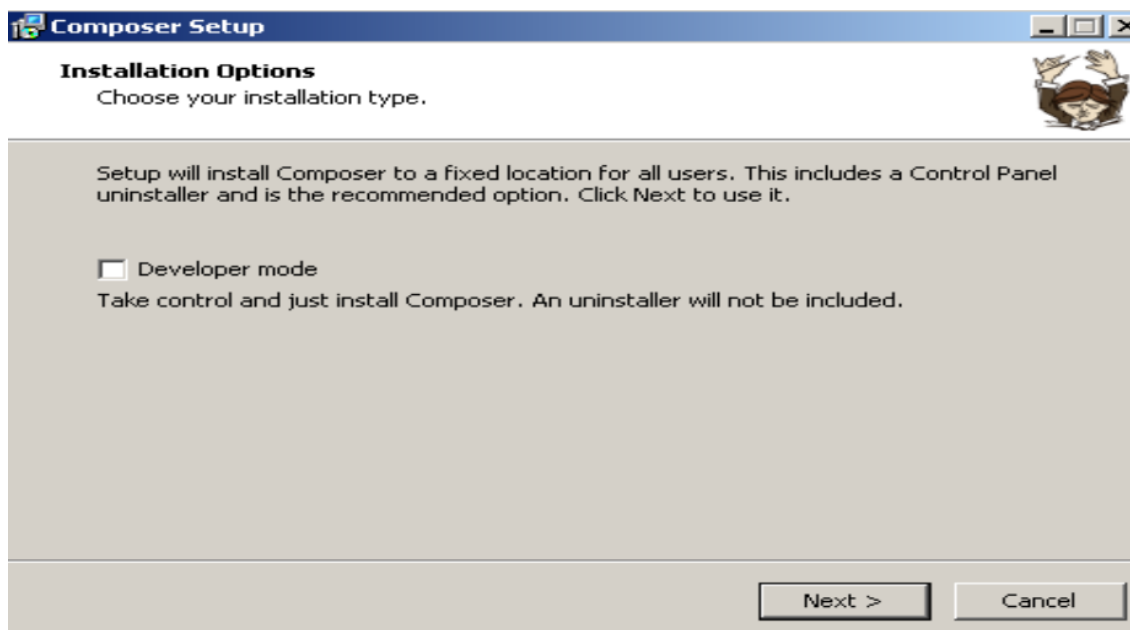 Composer Setup
Installation Options
Choose your installation type.
Setup will install Composer to a fixed location for all users. This includes a Control Panel
uninstaller and is the recommended option. Click Next to use it.
Developer mode
Take control and just install Composer. An uninstaller will not be included.
Next >
Cancel